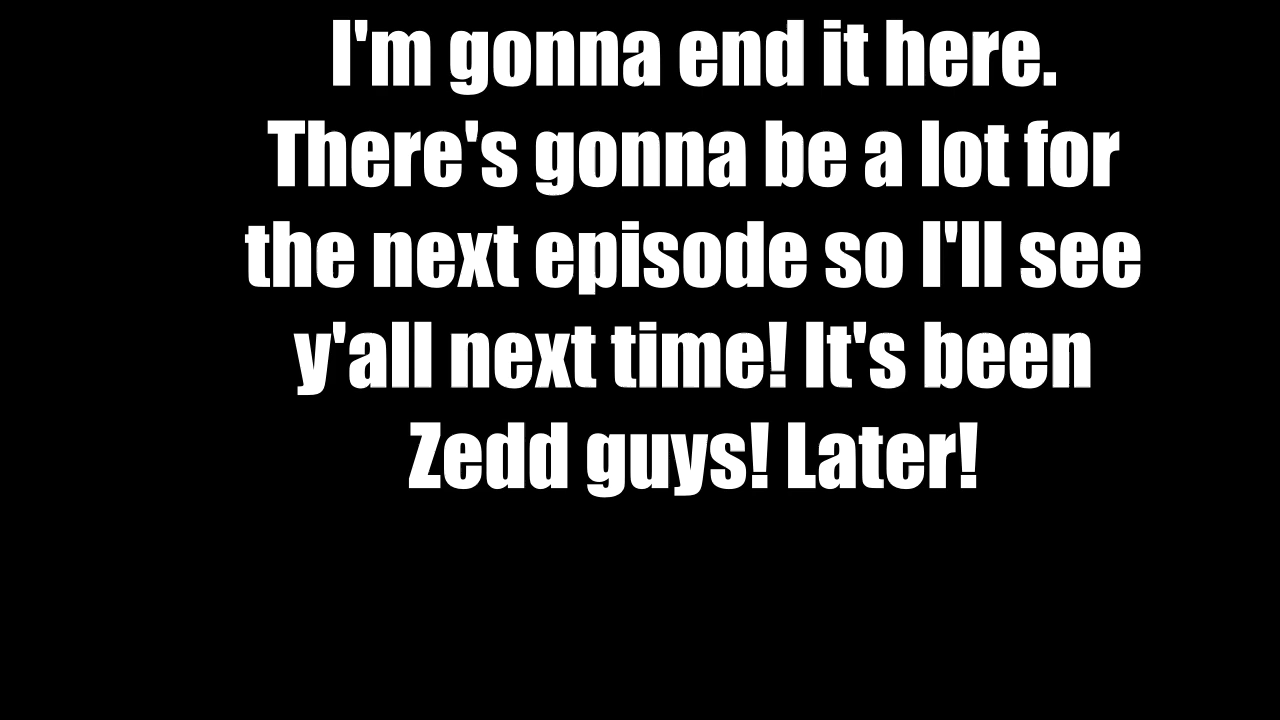 I'm gonna end it here.
There's gonna be a lot for
the next episode so I'll see
y'all next time! It's been
Zedd guys! Later!